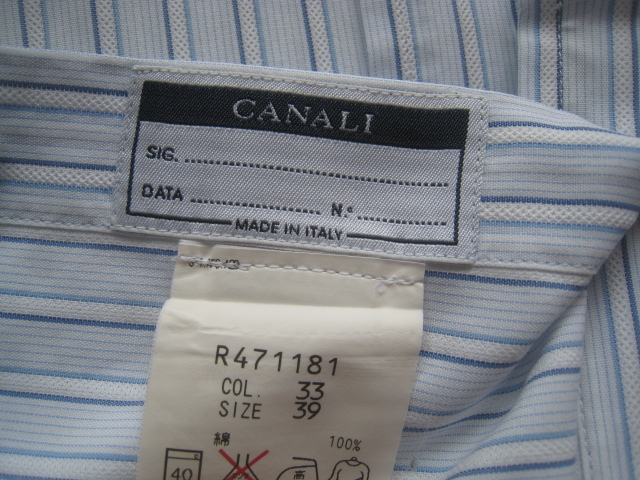 CANALI
SIG.
DATA N°
MADE IN ITALY
R471181
COL. 33
SIZE 39
綿 100%
40